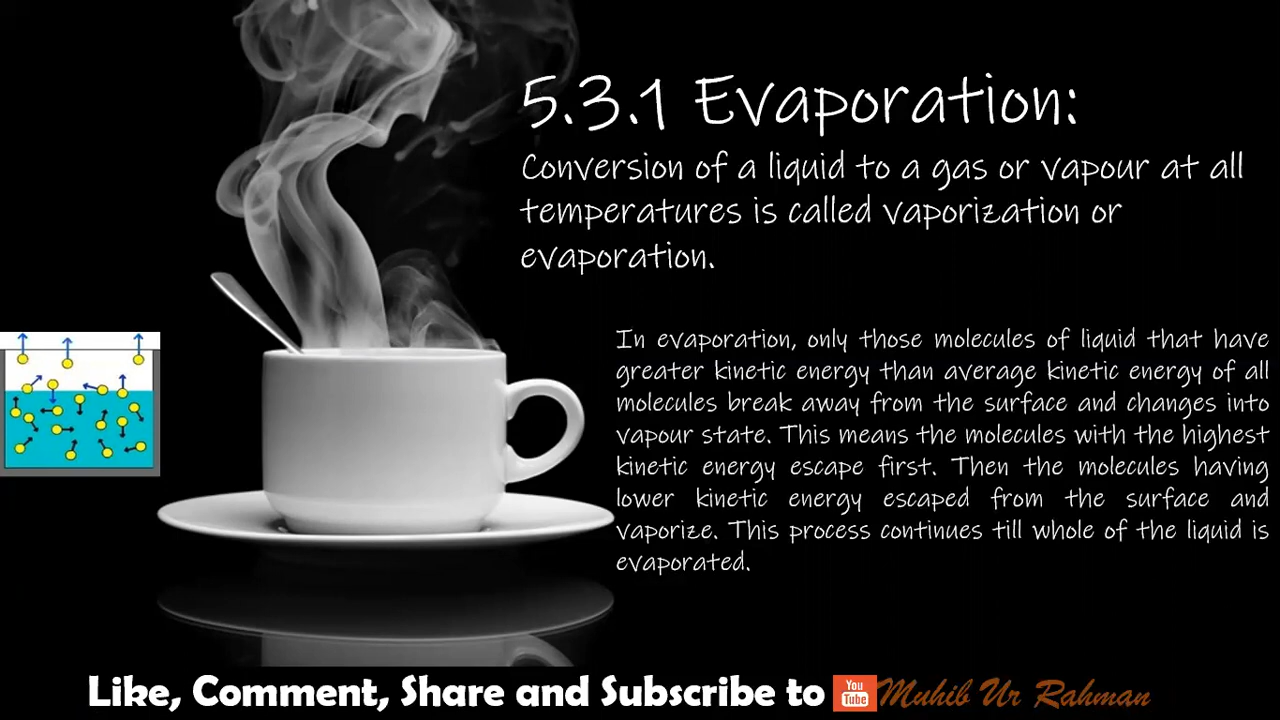 5.3.1 Evaporation:
Conversion of a liquid to a gas or vapour at all
temperatures is called vaporization or
evaporation.
In evaporation, only those molecules of liquid that have
greater kinetic energy than average kinetic energy of all
molecules break away from the surface and changes into
vapour state. This means the molecules with the highest
kinetic energy escape first. Then the molecules having
lower kinetic energy escaped from the surface and
vaporize. This process continues till whole of the liquid is
evaporated.
Like, Comment, Share and Subscribe to You Tube Muhib Ur Rahman